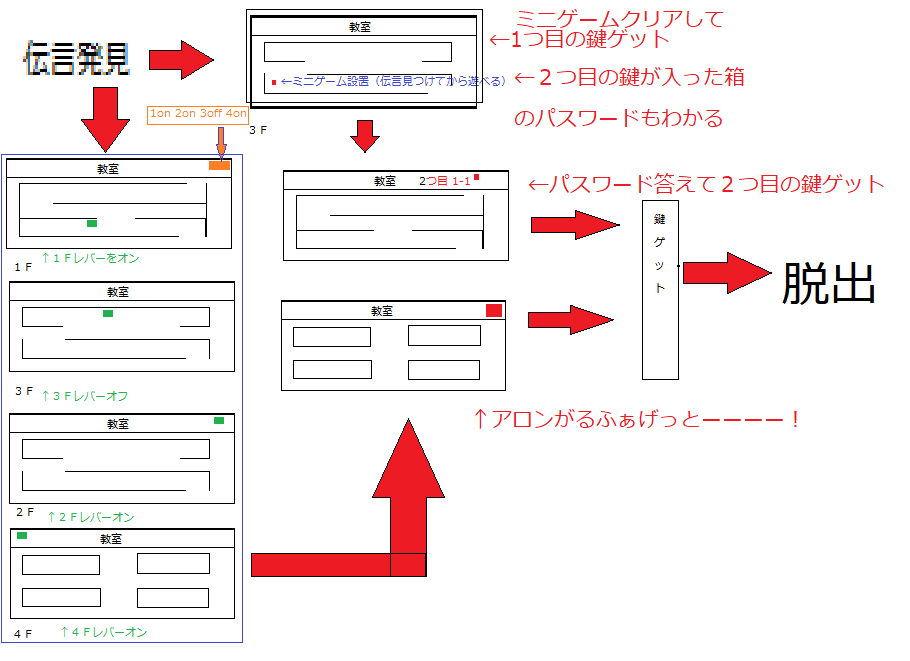 伝言発見
教室
←ミニゲーム設置（伝言見つけてから遊べる）
3F
ミニゲームクリアして
←1つ目の鍵ゲット
←２つ目の鍵が入った箱
のパスワードもわかる
1on 2on 3off 4on
教室
↑１Ｆレバーをオン
１Ｆ
教室
３Ｆ
↑３Ｆレバーオフ
教室
２Ｆ
↑２Ｆレバーオン
教室
４Ｆ
↑４Ｆレバーオン
教室 2つ目 1-1
←パスワード答えて２つ目の鍵ゲット
教室
↑アロンがるふぁげっとーーーー！
鍵ゲット
脱出